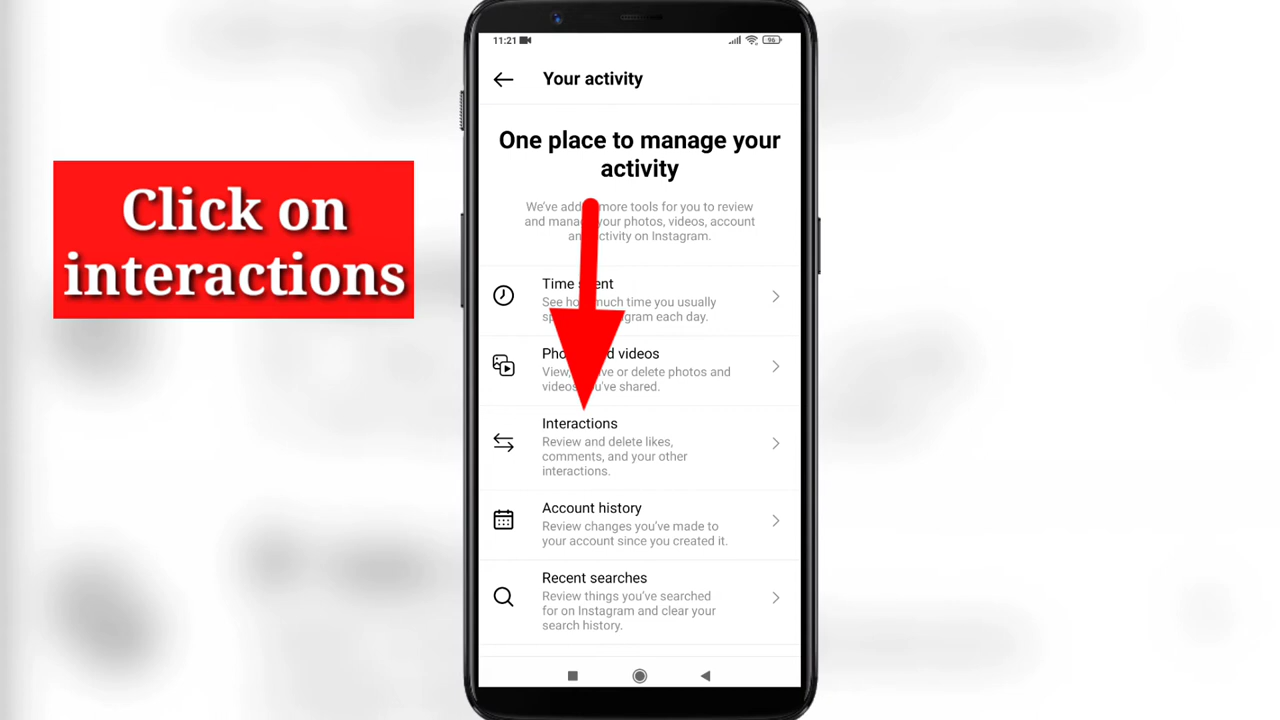 Click on
interactions
11:21
96
Your activity
One place to manage your
activity
We've add more tools for you to review
and mana your photos, videos, account
an ctivity on Instagram.
Time ent
See ho much time you usually
sp gram each day.
Pho d videos
View, ve or delete photos and
videos u've shared.
Interactions
Review and delete likes,
comments, and your other
interactions.
Account history
Review changes you've made to
your account since you created it.
Recent searches
Review things you've searched
for on Instagram and clear your
search history.